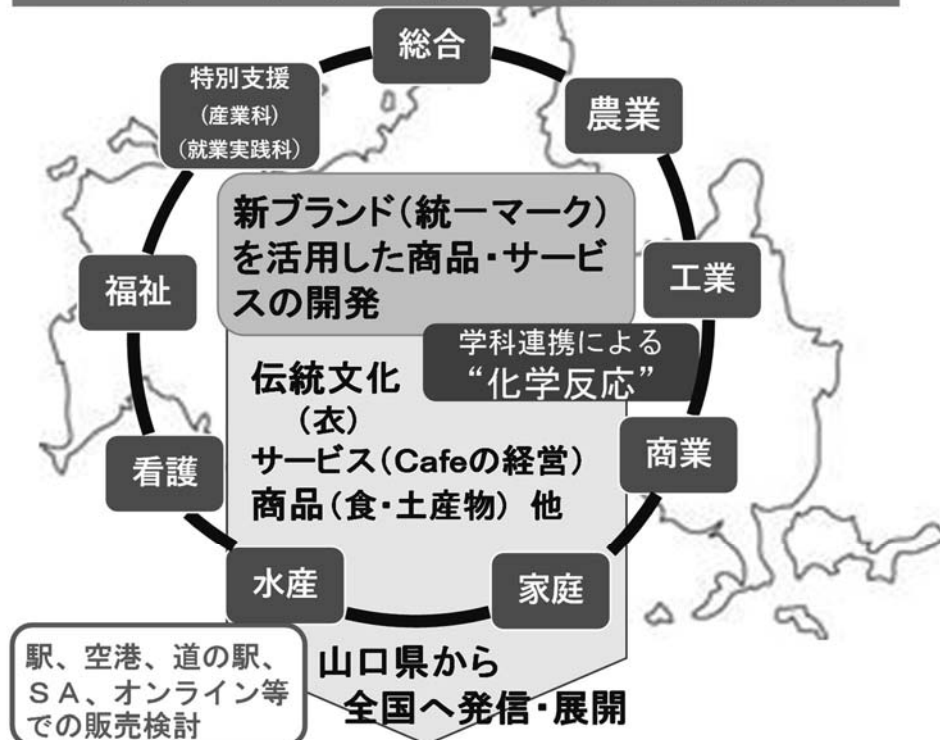 総合
特別支援
(産業科)
(就業実践科)
農業
新ブランド(統一マーク)
を活用した商品・サービ
スの開発
福祉
工業
学科連携による
“化学反応”
伝統文化
(衣)
サービス(Cafeの経営)
商品(食・土産物) 他
看護
商業
水産
家庭
駅、空港、道の駅、
SA、オンライン等
での販売検討
山口県から
全国へ発信・展開